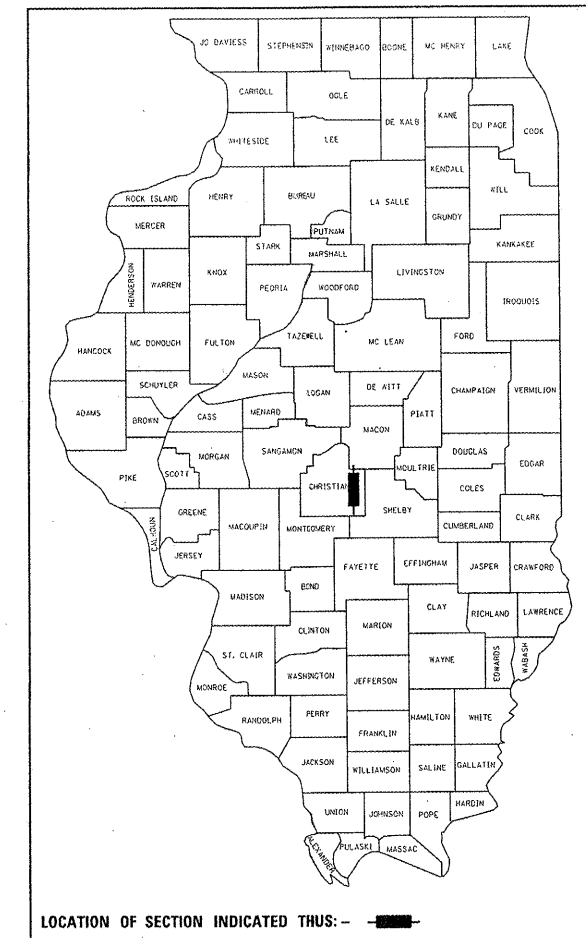 JO DAVIESS STEPHENSON WINNEBAGO BOONE MC HENRY LAKE
CARROLL OGLE DE KALB KANE DU PAGE COOK
WHITESIDE LEE
KENDALL WILL
ROCK ISLAND HENRY BUREAU LA SALLE GRUNDY
MERCER PUTNAM
STARK MARSHALL KANKAKEE
HENDERSON WARREN KNOX PEORIA WOODFORD LIVINGSTON IROQUOIS
HANCOCK MC DONOUGH FULTON TAZEWELL MC LEAN FORD
MASON
SCHUYLER LOGAN DE WITT CHAMPAIGN VERMILION
ADAMS BROWN CASS MENARD PIATT
MACON
MORGAN SANGAMON DOUGLAS EDGAR
PIKE SCOTT CHRISTIAN MOULTRIE COLES
GREENE MACOUPIN MONTGOMERY SHELBY CLARK
CALHOUN CUMBERLAND
JERSEY FAYETTE EFFINGHAM JASPER CRAWFORD
BOND
MADISON CLAY RICHLAND LAWRENCE
CLINTON MARION
ST. CLAIR WAYNE EDWARDS WABASH
WASHINGTON JEFFERSON
MONROE
RANDOLPH PERRY HAMILTON WHITE
FRANKLIN
JACKSON WILLIAMSON SALINE GALLATIN
UNION JOHNSON POPE HARDIN
ALEXANDER PULASKI MASSAC
LOCATION OF SECTION INDICATED THUS: -